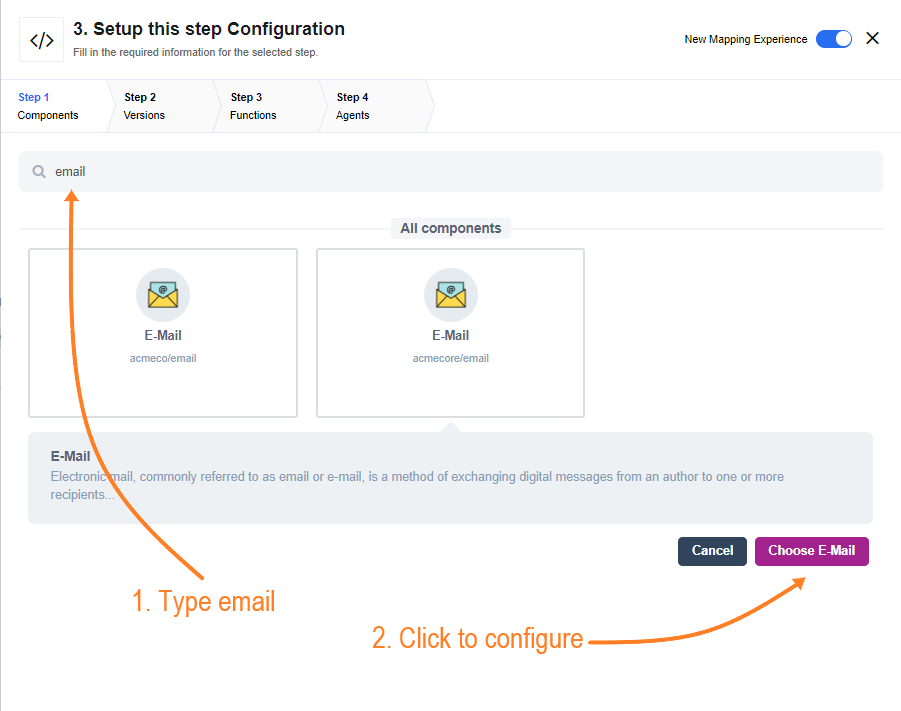 </> 3. Setup this step Configuration
Fill in the required information for the selected step.
New Mapping Experience
Step 1
Components
Step 2
Versions
Step 3
Functions
Step 4
Agents
email
All components
@
E-Mail
acmeco/email
@
E-Mail
acmecore/email
E-Mail
Electronic mail, commonly referred to as email or e-mail, is a method of exchanging digital messages from an author to one or more
recipients...
Cancel
Choose E-Mail
1. Type email
2. Click to configure